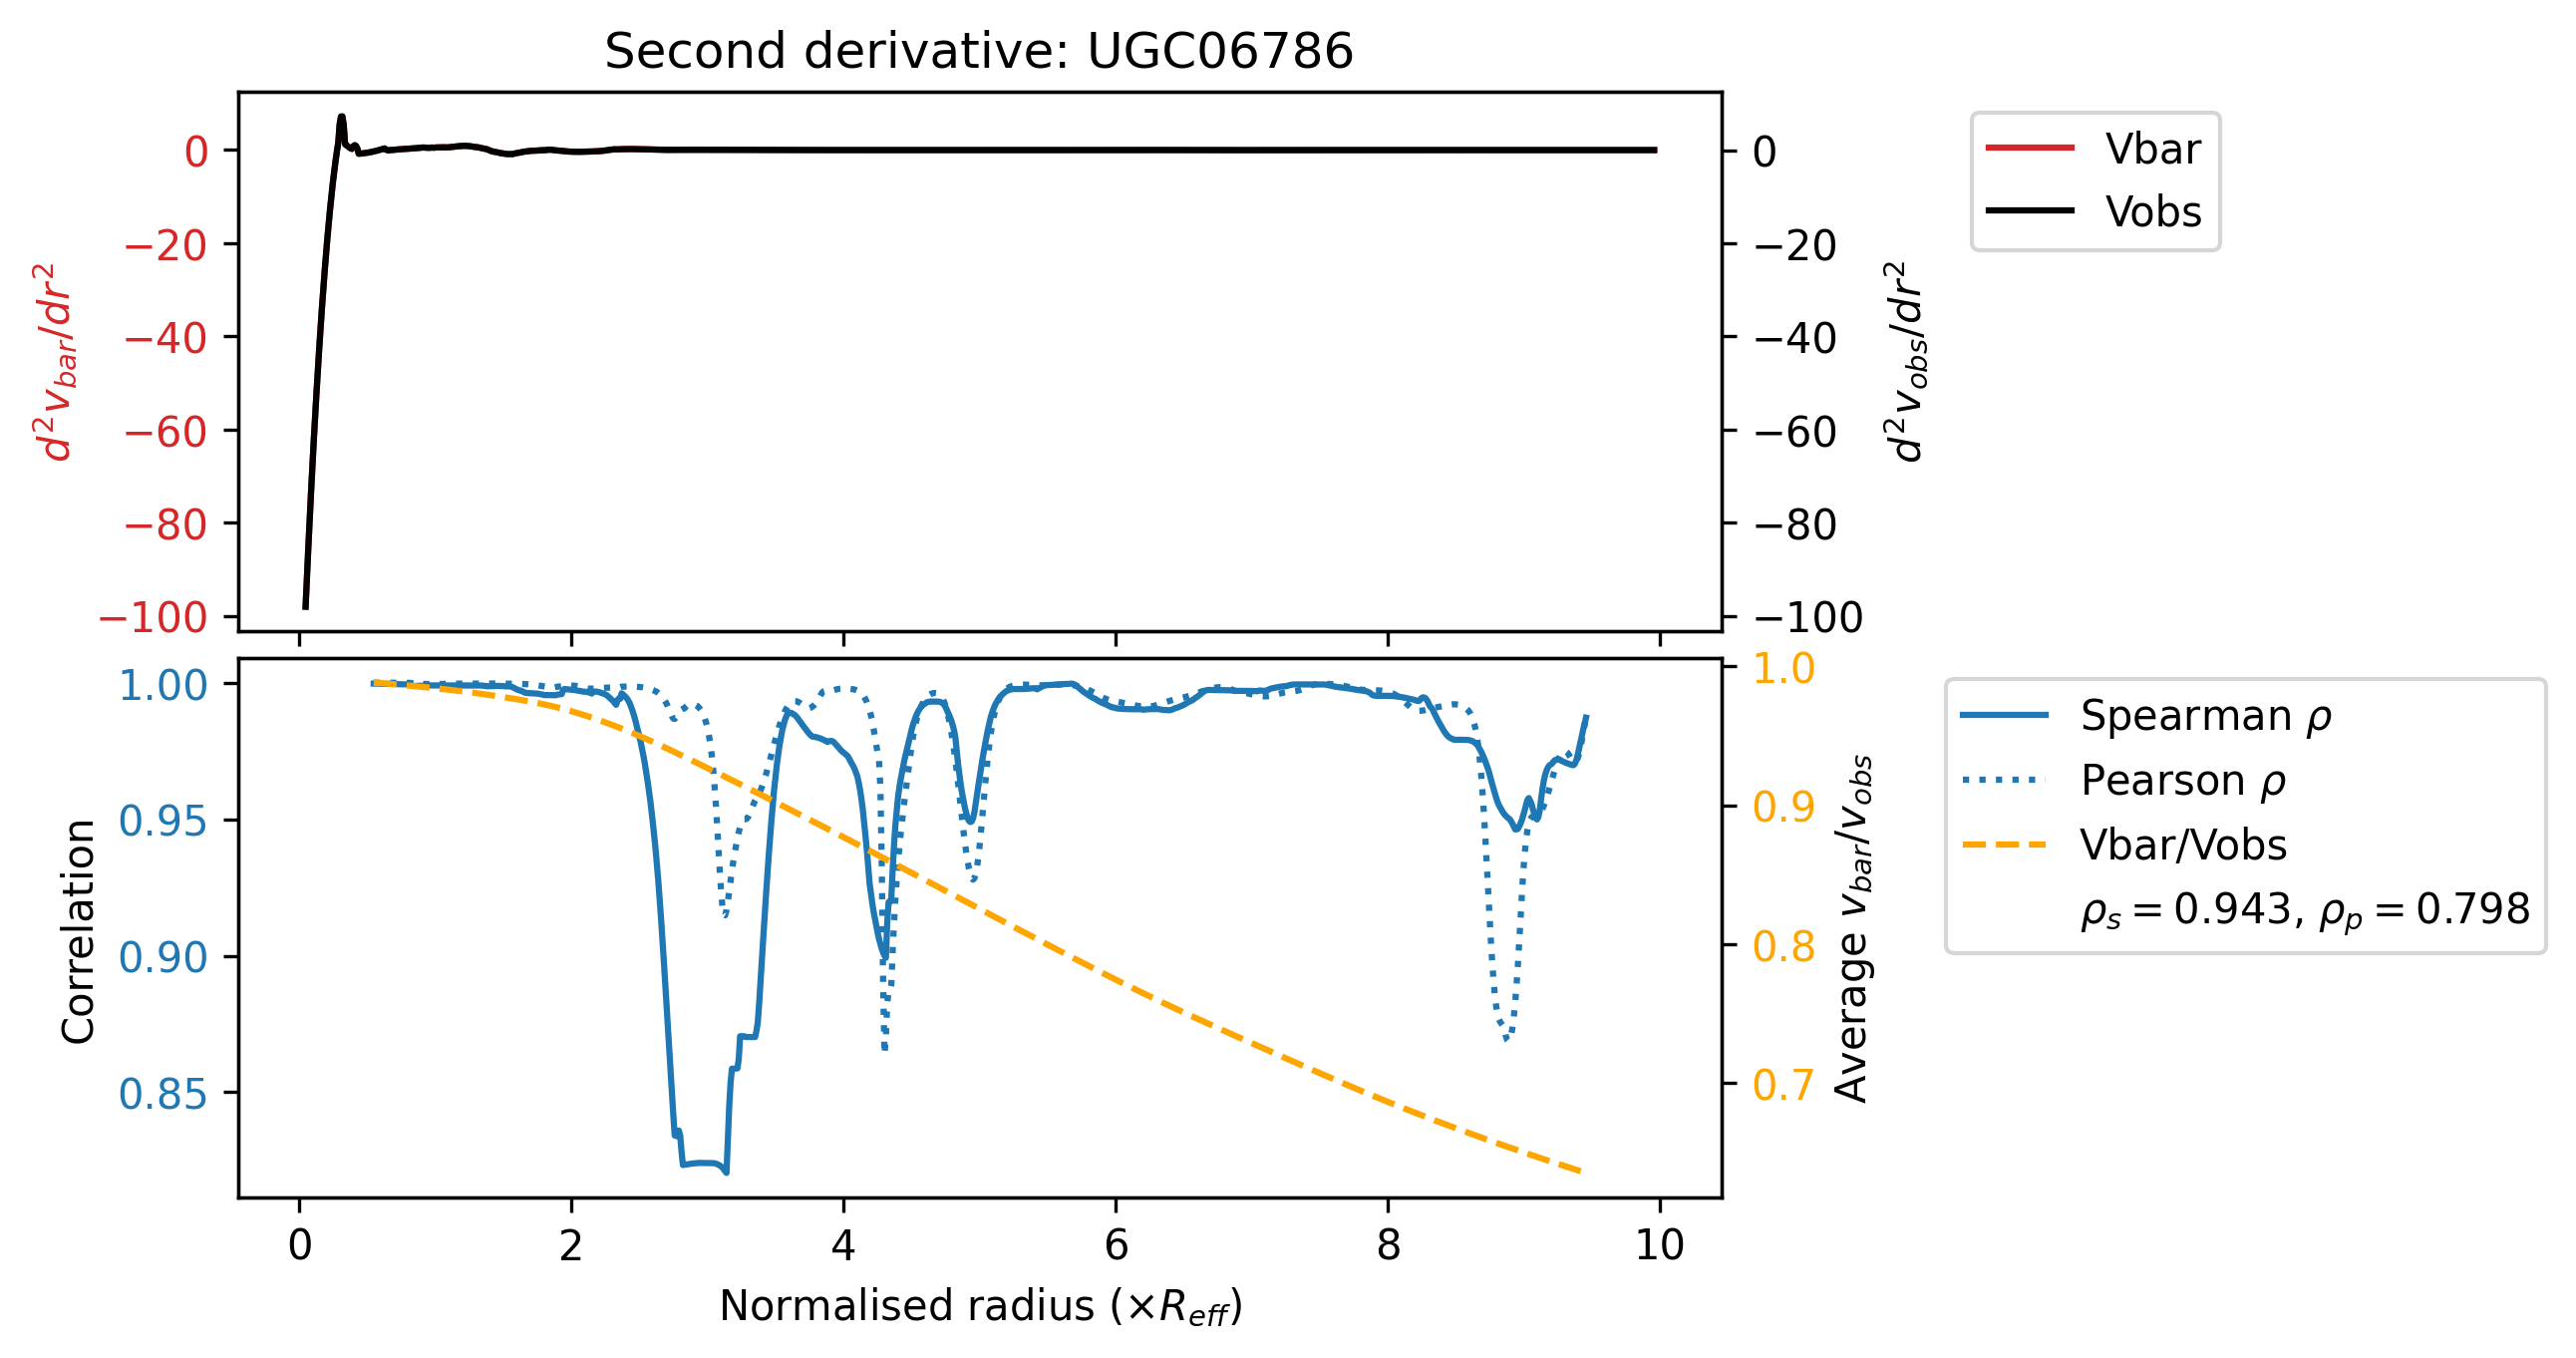 Second derivative: UGC06786
0
−20
−40
−60
−80
−100
d²v_bar/dr²
0
−20
−40
−60
−80
−100
d²v_obs/dr²
Vbar
Vobs
1.00
0.95
0.90
0.85
Correlation
1.0
0.9
0.8
0.7
Average v_bar/v_obs
Spearman ρ
Pearson ρ
Vbar/Vobs
ρ_s = 0.943, ρ_p = 0.798
0 2 4 6 8 10
Normalised radius (×R_eff)